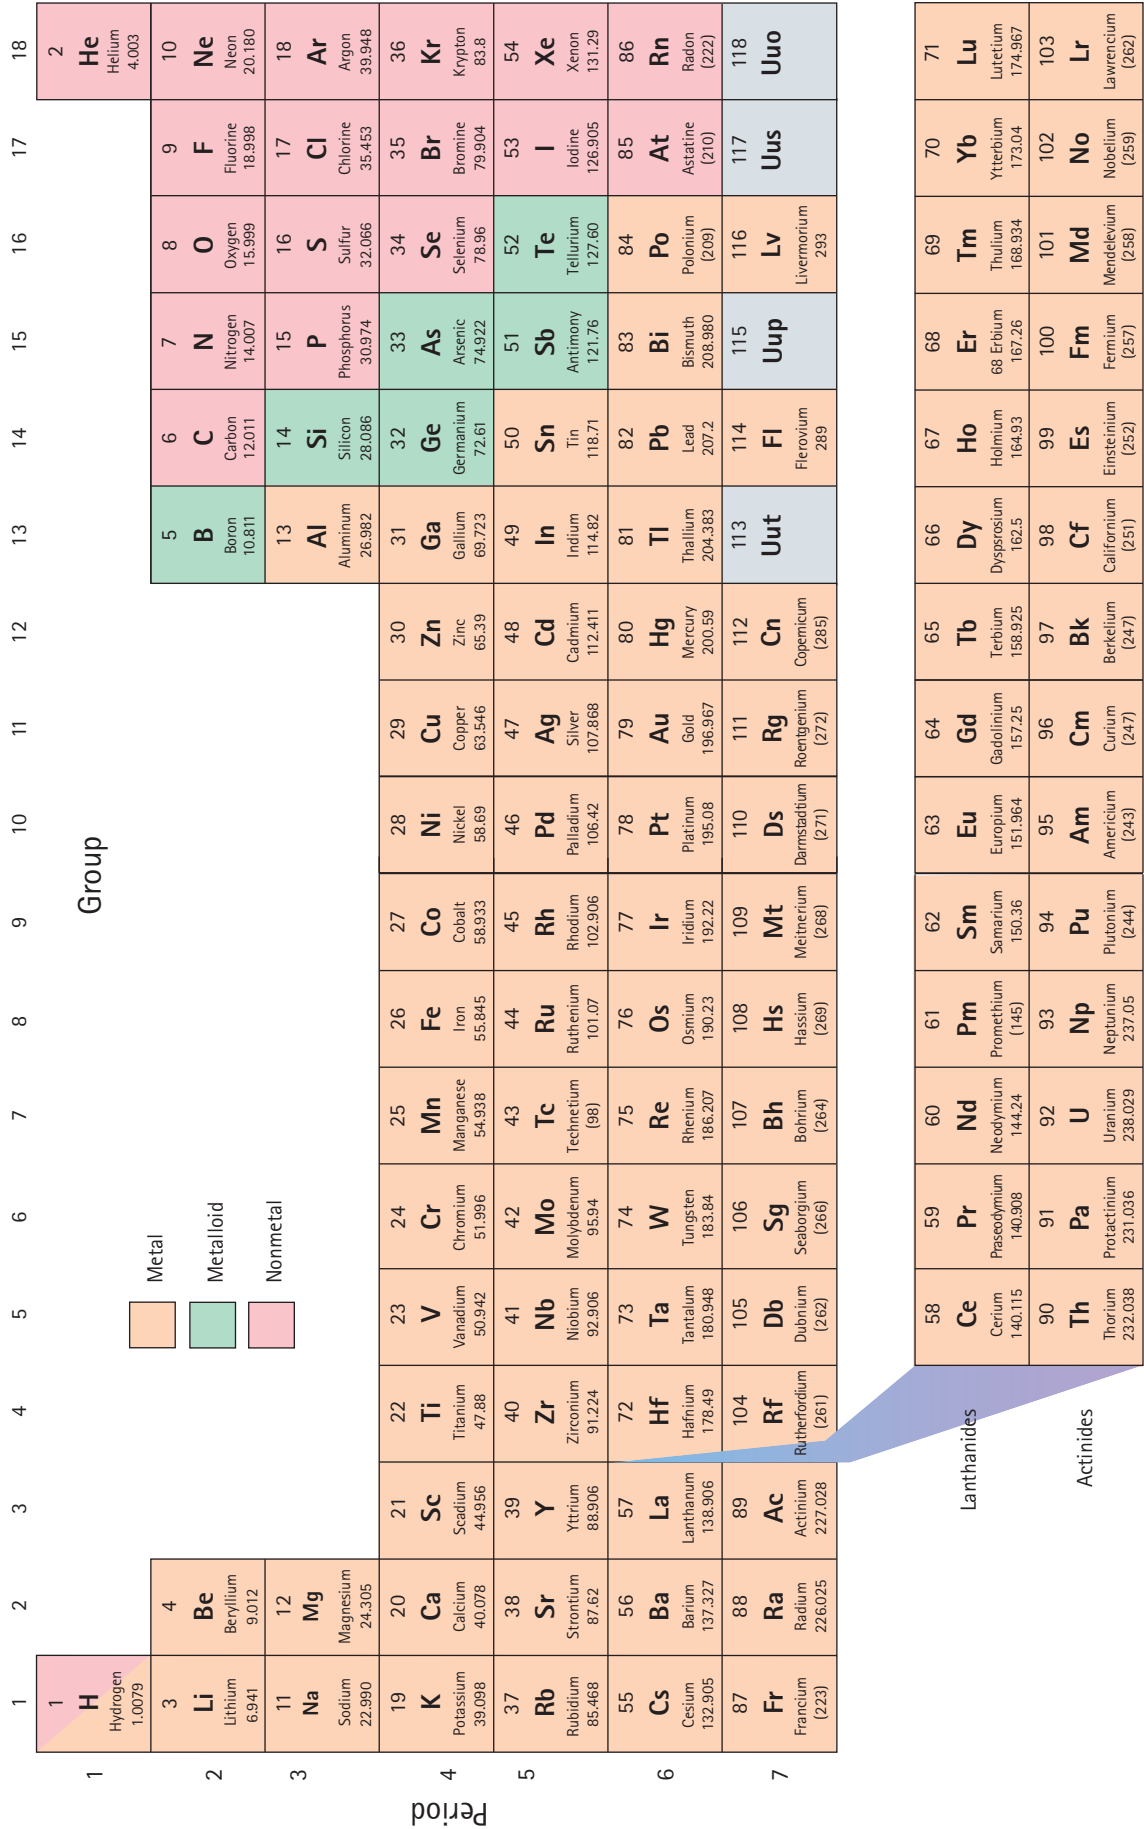 Group
1 2 3 4 5 6 7 8 9 10 11 12 13 14 15 16 17 18
Period
1
1 H Hydrogen 1.0079
2 He Helium 4.003
2
3 Li Lithium 6.941
4 Be Beryllium 9.012
5 B Boron 10.811
6 C Carbon 12.011
7 N Nitrogen 14.007
8 O Oxygen 15.999
9 F Fluorine 18.998
10 Ne Neon 20.180
3
11 Na Sodium 22.990
12 Mg Magnesium 24.305
13 Al Aluminum 26.982
14 Si Silicon 28.086
15 P Phosphorus 30.974
16 S Sulfur 32.066
17 Cl Chlorine 35.453
18 Ar Argon 39.948
Metal
Metalloid
Nonmetal
4
19 K Potassium 39.098
20 Ca Calcium 40.078
21 Sc Scadium 44.956
22 Ti Titanium 47.88
23 V Vanadium 50.942
24 Cr Chromium 51.996
25 Mn Manganese 54.938
26 Fe Iron 55.845
27 Co Cobalt 58.933
28 Ni Nickel 58.69
29 Cu Copper 63.546
30 Zn Zinc 65.39
31 Ga Gallium 69.723
32 Ge Germanium 72.61
33 As Arsenic 74.922
34 Se Selenium 78.96
35 Br Bromine 79.904
36 Kr Krypton 83.8
5
37 Rb Rubidium 85.468
38 Sr Strontium 87.62
39 Y Yttrium 88.906
40 Zr Zirconium 91.224
41 Nb Niobium 92.906
42 Mo Molybdenum 95.94
43 Tc Technetium (98)
44 Ru Ruthenium 101.07
45 Rh Rhodium 102.906
46 Pd Palladium 106.42
47 Ag Silver 107.868
48 Cd Cadmium 112.411
49 In Indium 114.82
50 Sn Tin 118.71
51 Sb Antimony 121.76
52 Te Tellurium 127.60
53 I Iodine 126.905
54 Xe Xenon 131.29
6
55 Cs Cesium 132.905
56 Ba Barium 137.327
57 La Lanthanum 138.906
72 Hf Hafnium 178.49
73 Ta Tantalum 180.948
74 W Tungsten 183.84
75 Re Rhenium 186.207
76 Os Osmium 190.23
77 Ir Iridium 192.22
78 Pt Platinum 195.08
79 Au Gold 196.967
80 Hg Mercury 200.59
81 Tl Thallium 204.383
82 Pb Lead 207.2
83 Bi Bismuth 208.980
84 Po Polonium (209)
85 At Astatine (210)
86 Rn Radon (222)
7
87 Fr Francium (223)
88 Ra Radium 226.025
89 Ac Actinium 227.028
104 Rf Rutherfordium (261)
105 Db Dubnium (262)
106 Sg Seaborgium (266)
107 Bh Bohrium (264)
108 Hs Hassium (269)
109 Mt Meitnerium (268)
110 Ds Darmstadtium (271)
111 Rg Roentgenium (272)
112 Cn Copernicum (285)
113 Uut
114 Fl Flerovium 289
115 Uup
116 Lv Livermorium 293
117 Uus
118 Uuo
Lanthanides
58 Ce Cerium 140.115
59 Pr Praseodymium 140.908
60 Nd Neodymium 144.24
61 Pm Promethium (145)
62 Sm Samarium 150.36
63 Eu Europium 151.964
64 Gd Gadolinium 157.25
65 Tb Terbium 158.925
66 Dy Dyspsrosium 162.5
67 Ho Holmium 164.93
68 Er 68 Erbium 167.26
69 Tm Thulium 168.934
70 Yb Ytterbium 173.04
71 Lu Lutetium 174.967
Actinides
90 Th Thorium 232.038
91 Pa Protactinium 231.036
92 U Uranium 238.029
93 Np Neptunium 237.05
94 Pu Plutonium (244)
95 Am Americium (243)
96 Cm Curium (247)
97 Bk Berkelium (247)
98 Cf Californium (251)
99 Es Einsteinium (252)
100 Fm Fermium (257)
101 Md Mendelevium (258)
102 No Nobelium (259)
103 Lr Lawrencium (262)